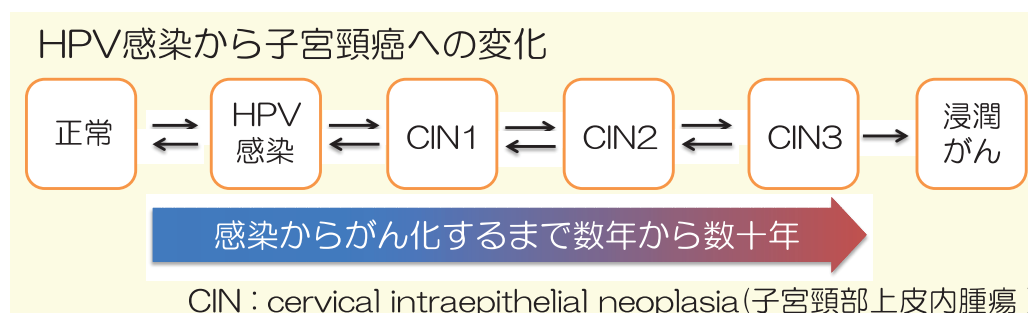 HPV感染から子宮頸癌への変化
正常
HPV
感染
CIN1
CIN2
CIN3
浸潤
がん
感染からがん化するまで数年から数十年
CIN:cervical intraepithelial neoplasia(子宮頸部上皮内腫瘍)